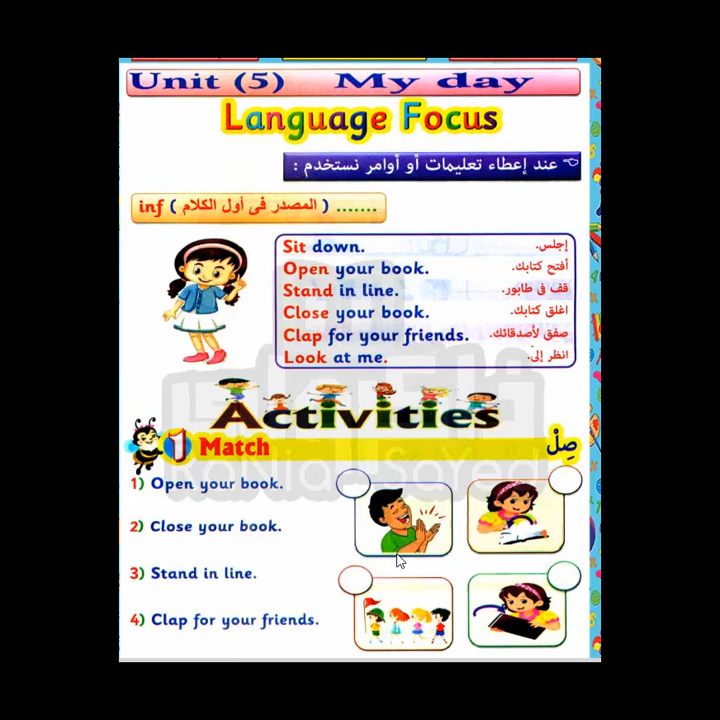 Unit (5) My day
Language Focus
عند إعطاء تعليمات أو أوامر نستخدم :
inf ( المصدر فى أول الكلام ) .......
Sit down. إجلس.
Open your book. أفتح كتابك.
Stand in line. قف فى طابور.
Close your book. اغلق كتابك.
Clap for your friends. صفق لأصدقائك.
Look at me. انظر إلىّ.
Activities
1 Match صِلْ
1) Open your book.
2) Close your book.
3) Stand in line.
4) Clap for your friends.
RaNia SaYed